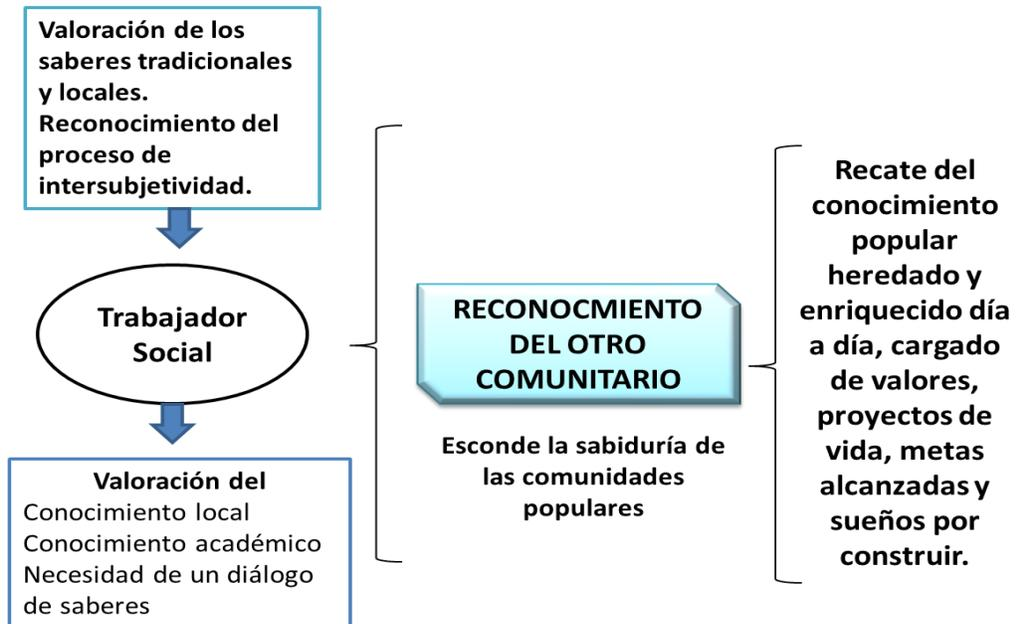 Valoración de los
saberes tradicionales
y locales.
Reconocimiento del
proceso de
intersubjetividad.
Trabajador
Social
Valoración del
Conocimiento local
Conocimiento académico
Necesidad de un diálogo
de saberes
RECONOCMIENTO
DEL OTRO
COMUNITARIO
Esconde la sabiduría de
las comunidades
populares
Recate del
conocimiento
popular
heredado y
enriquecido día
a día, cargado
de valores,
proyectos de
vida, metas
alcanzadas y
sueños por
construir.